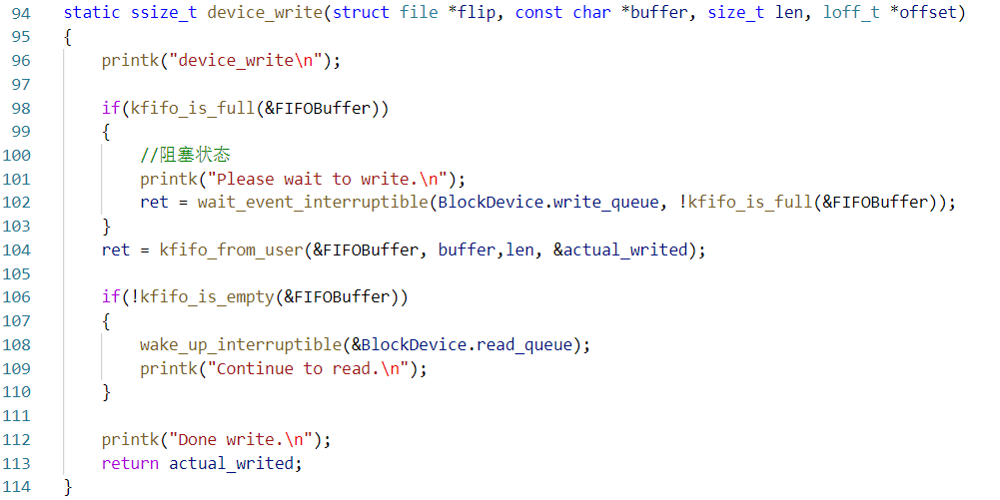 94 static ssize_t device_write(struct file *flip, const char *buffer, size_t len, loff_t *offset)
95 {
96     printk("device_write\n");
97
98     if(kfifo_is_full(&FIFOBuffer))
99     {
100         //阻塞状态
101         printk("Please wait to write.\n");
102         ret = wait_event_interruptible(BlockDevice.write_queue, !kfifo_is_full(&FIFOBuffer));
103     }
104     ret = kfifo_from_user(&FIFOBuffer, buffer,len, &actual_writed);
105
106     if(!kfifo_is_empty(&FIFOBuffer))
107     {
108         wake_up_interruptible(&BlockDevice.read_queue);
109         printk("Continue to read.\n");
110     }
111
112     printk("Done write.\n");
113     return actual_writed;
114 }